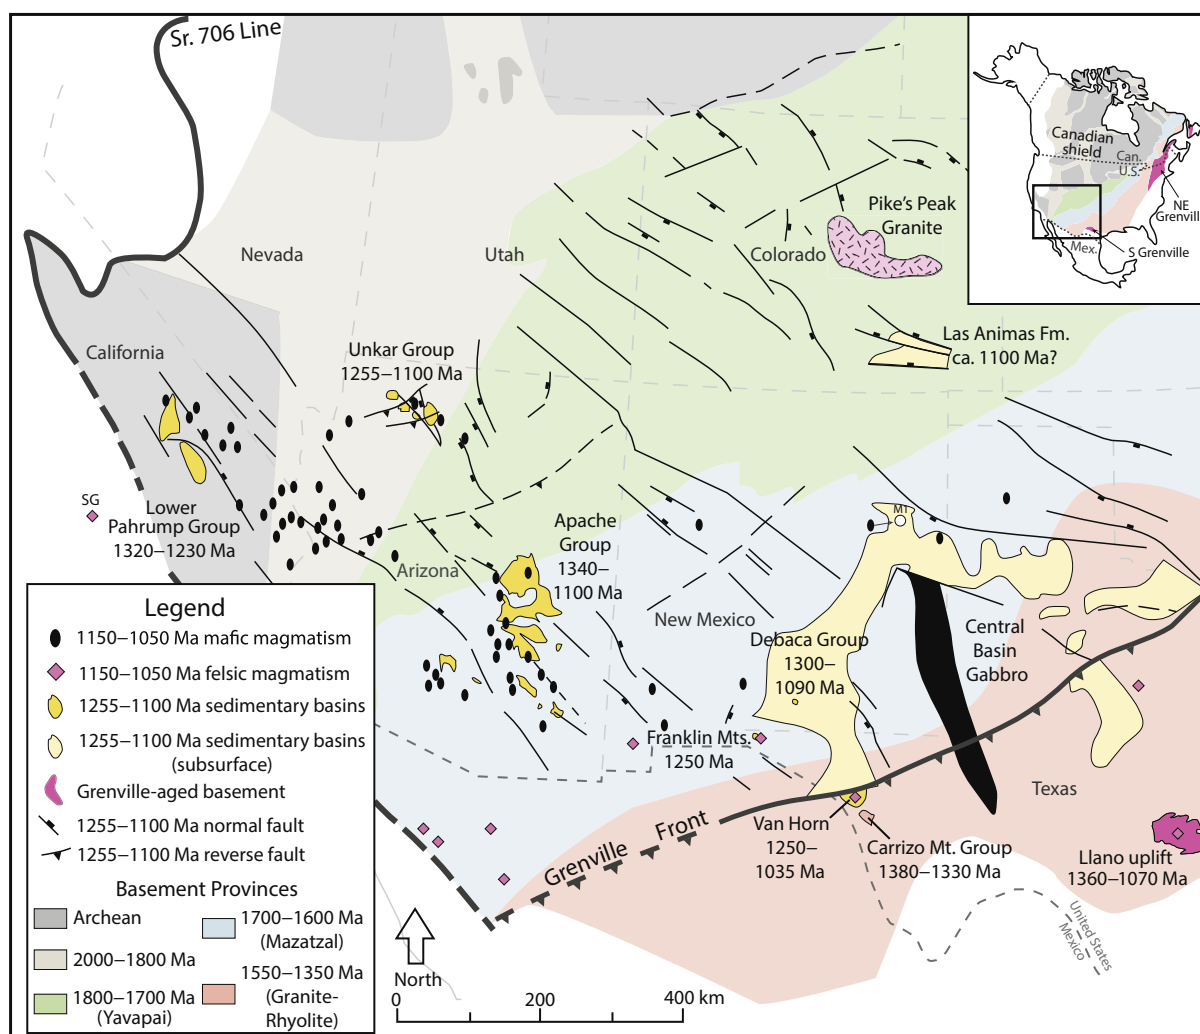 Sr. 706 Line
Canadian
shield
Can.
U.S.
NE
Grenvill
Mex.
S Grenville
Nevada
Utah
Colorado
Pike's Peak
Granite
California
Unkar Group
1255–1100 Ma
Las Animas Fm.
ca. 1100 Ma?
SG
Lower
Pahrump Group
1320–1230 Ma
Apache
Group
1340–
1100 Ma
MT
Arizona
New Mexico
Debaca Group
1300–
1090 Ma
Central
Basin
Gabbro
Franklin Mts.
1250 Ma
Texas
Grenville Front
Van Horn
1250–
1035 Ma
Carrizo Mt. Group
1380–1330 Ma
Llano uplift
1360–1070 Ma
United States
Mexico
Legend
1150–1050 Ma mafic magmatism
1150–1050 Ma felsic magmatism
1255–1100 Ma sedimentary basins
1255–1100 Ma sedimentary basins
(subsurface)
Grenville-aged basement
1255–1100 Ma normal fault
1255–1100 Ma reverse fault
Basement Provinces
Archean
2000–1800 Ma
1800–1700 Ma
(Yavapai)
1700–1600 Ma
(Mazatzal)
1550–1350 Ma
(Granite-
Rhyolite)
North
0
200
400 km